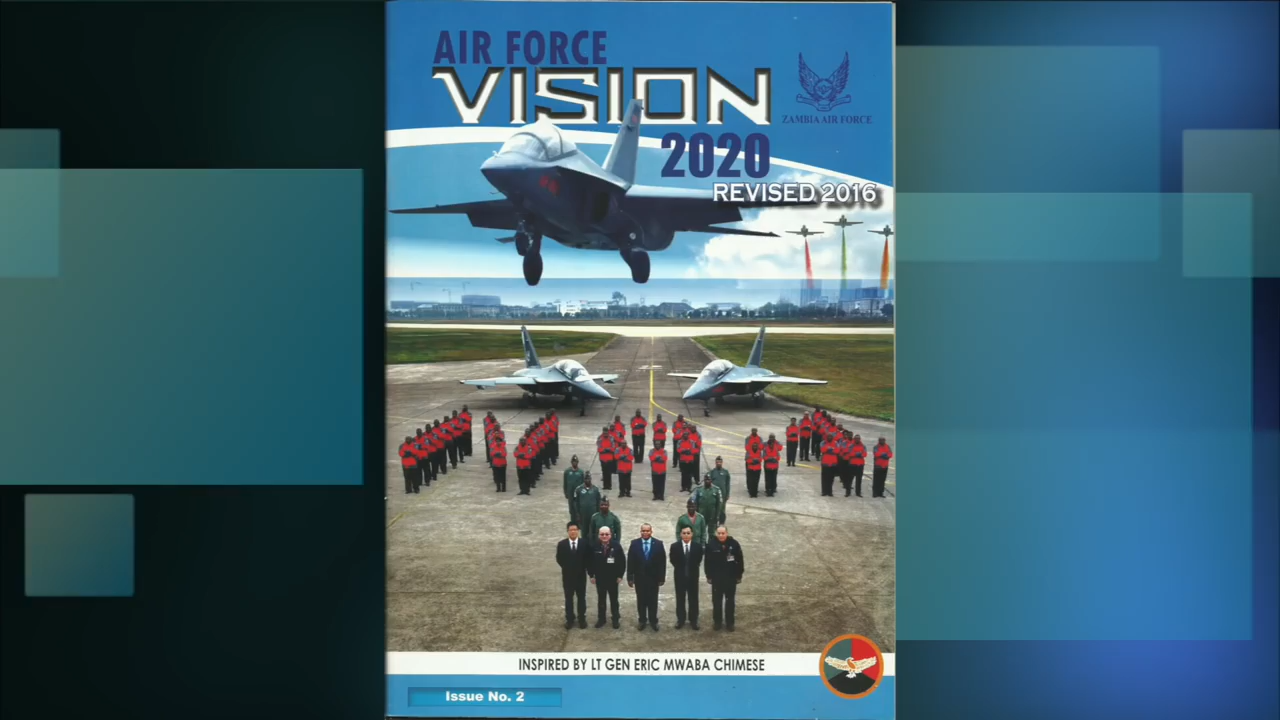 AIR FORCE
VISION
ZAMBIA AIR FORCE
2020
REVISED 2016
INSPIRED BY LT GEN ERIC MWABA CHIMESE
Issue No. 2